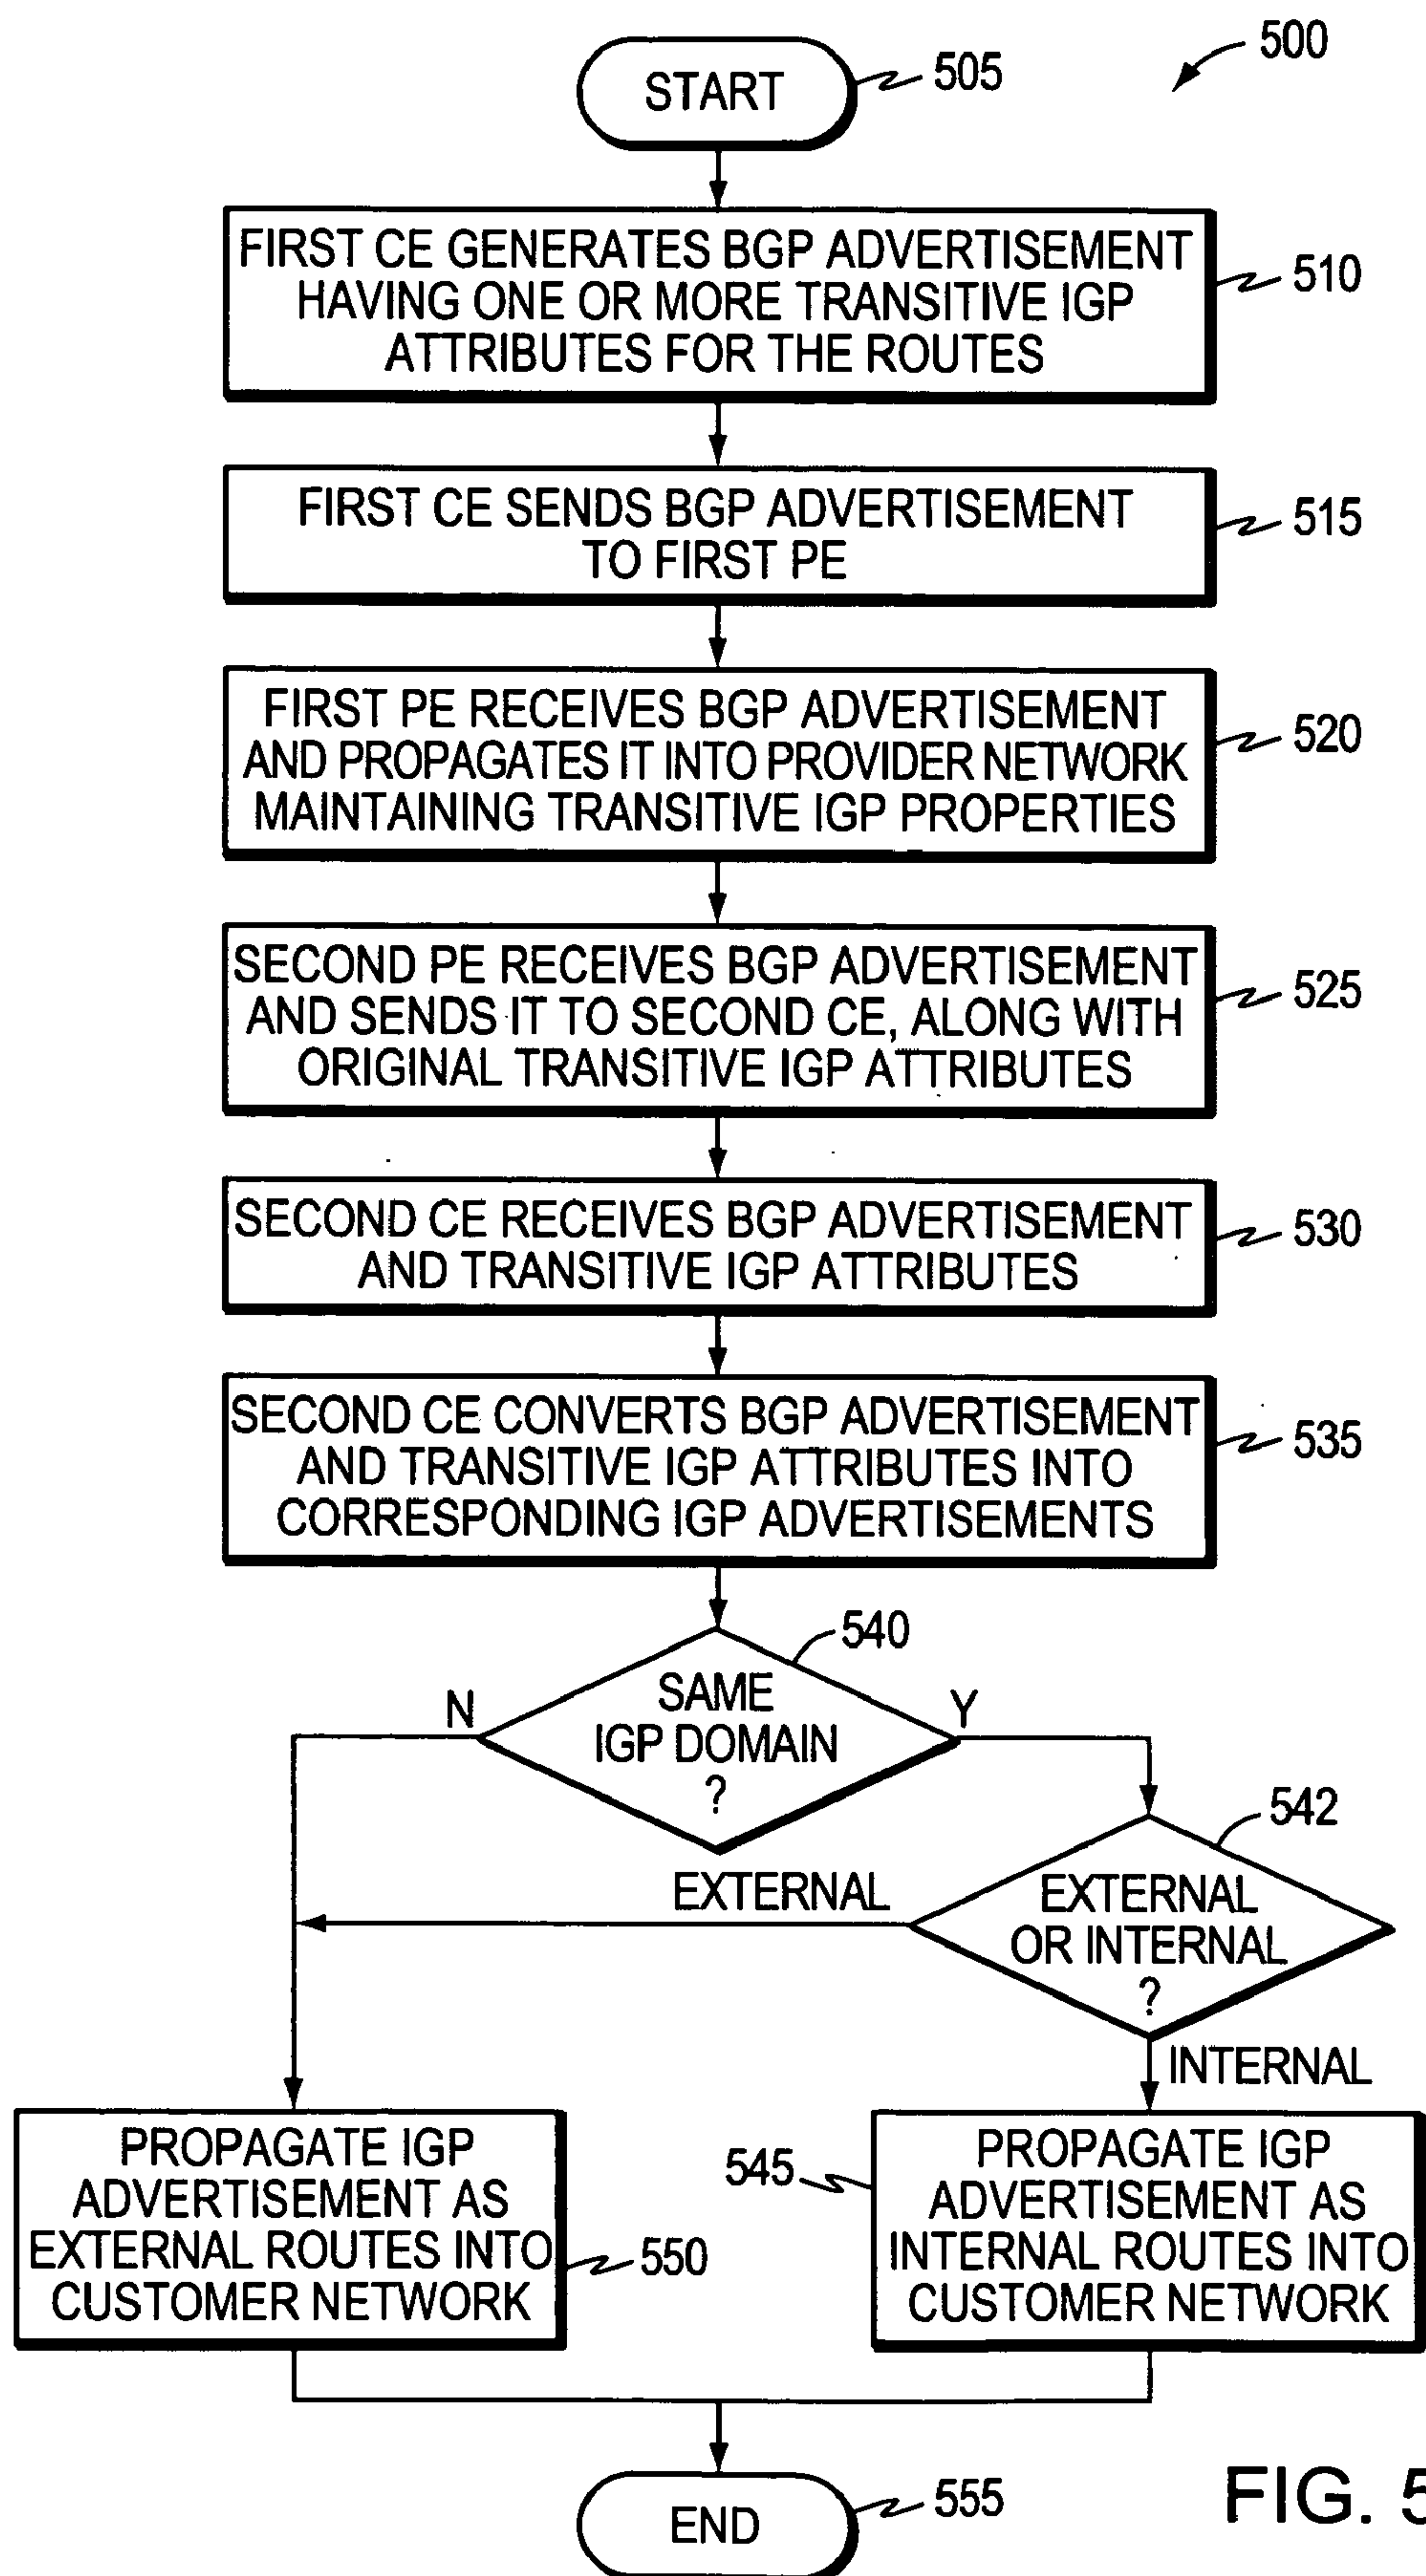 500
START
505
FIRST CE GENERATES BGP ADVERTISEMENT
HAVING ONE OR MORE TRANSITIVE IGP
ATTRIBUTES FOR THE ROUTES
510
FIRST CE SENDS BGP ADVERTISEMENT
TO FIRST PE
515
FIRST PE RECEIVES BGP ADVERTISEMENT
AND PROPAGATES IT INTO PROVIDER NETWORK
MAINTAINING TRANSITIVE IGP PROPERTIES
520
SECOND PE RECEIVES BGP ADVERTISEMENT
AND SENDS IT TO SECOND CE, ALONG WITH
ORIGINAL TRANSITIVE IGP ATTRIBUTES
525
SECOND CE RECEIVES BGP ADVERTISEMENT
AND TRANSITIVE IGP ATTRIBUTES
530
SECOND CE CONVERTS BGP ADVERTISEMENT
AND TRANSITIVE IGP ATTRIBUTES INTO
CORRESPONDING IGP ADVERTISEMENTS
535
540
SAME
IGP DOMAIN
?
N
Y
542
EXTERNAL
OR INTERNAL
?
EXTERNAL
INTERNAL
PROPAGATE IGP
ADVERTISEMENT AS
EXTERNAL ROUTES INTO
CUSTOMER NETWORK
550
545
PROPAGATE IGP
ADVERTISEMENT AS
INTERNAL ROUTES INTO
CUSTOMER NETWORK
END
555
FIG. 5